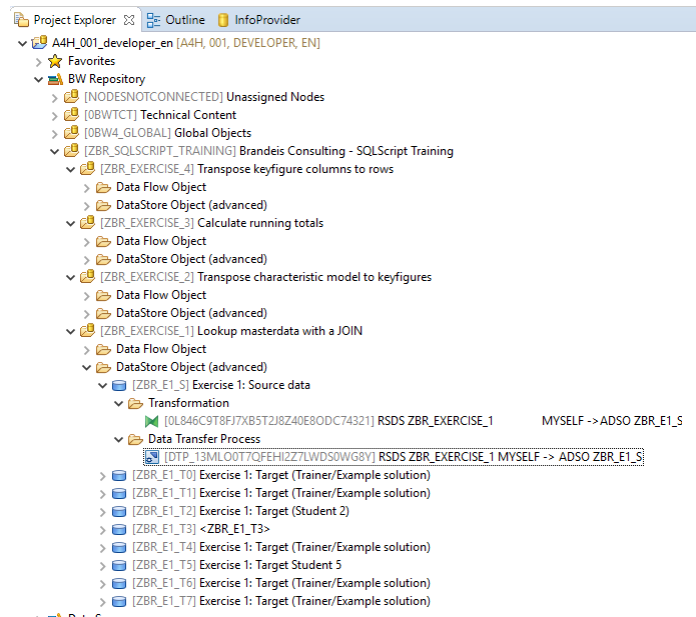 Project Explorer Outline InfoProvider
A4H_001_developer_en [A4H, 001, DEVELOPER, EN]
Favorites
BW Repository
[NODESNOTCONNECTED] Unassigned Nodes
[0BWTCT] Technical Content
[0BW4_GLOBAL] Global Objects
[ZBR_SQLSCRIPT_TRAINING] Brandeis Consulting - SQLScript Training
[ZBR_EXERCISE_4] Transpose keyfigure columns to rows
Data Flow Object
DataStore Object (advanced)
[ZBR_EXERCISE_3] Calculate running totals
Data Flow Object
DataStore Object (advanced)
[ZBR_EXERCISE_2] Transpose characteristic model to keyfigures
Data Flow Object
DataStore Object (advanced)
[ZBR_EXERCISE_1] Lookup masterdata with a JOIN
Data Flow Object
DataStore Object (advanced)
[ZBR_E1_S] Exercise 1: Source data
Transformation
[0L846C9T8FJ7XB5T2J8Z40E8ODC74321] RSDS ZBR_EXERCISE_1 MYSELF ->ADSO ZBR_E1_S
Data Transfer Process
[DTP_13MLO0T7QFEHI2Z7LWDS0WG8Y] RSDS ZBR_EXERCISE_1 MYSELF -> ADSO ZBR_E1_S
[ZBR_E1_T0] Exercise 1: Target (Trainer/Example solution)
[ZBR_E1_T1] Exercise 1: Target (Trainer/Example solution)
[ZBR_E1_T2] Exercise 1: Target (Student 2)
[ZBR_E1_T3] <ZBR_E1_T3>
[ZBR_E1_T4] Exercise 1: Target (Trainer/Example solution)
[ZBR_E1_T5] Exercise 1: Target Student 5
[ZBR_E1_T6] Exercise 1: Target (Trainer/Example solution)
[ZBR_E1_T7] Exercise 1: Target (Trainer/Example solution)